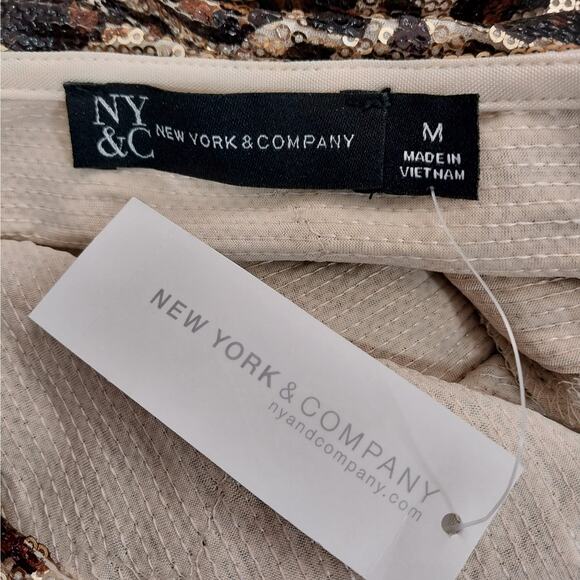 NY
&C NEW YORK & COMPANY
M
MADE IN
VIETNAM
NEW YORK & COMPANY
nyandcompany.com